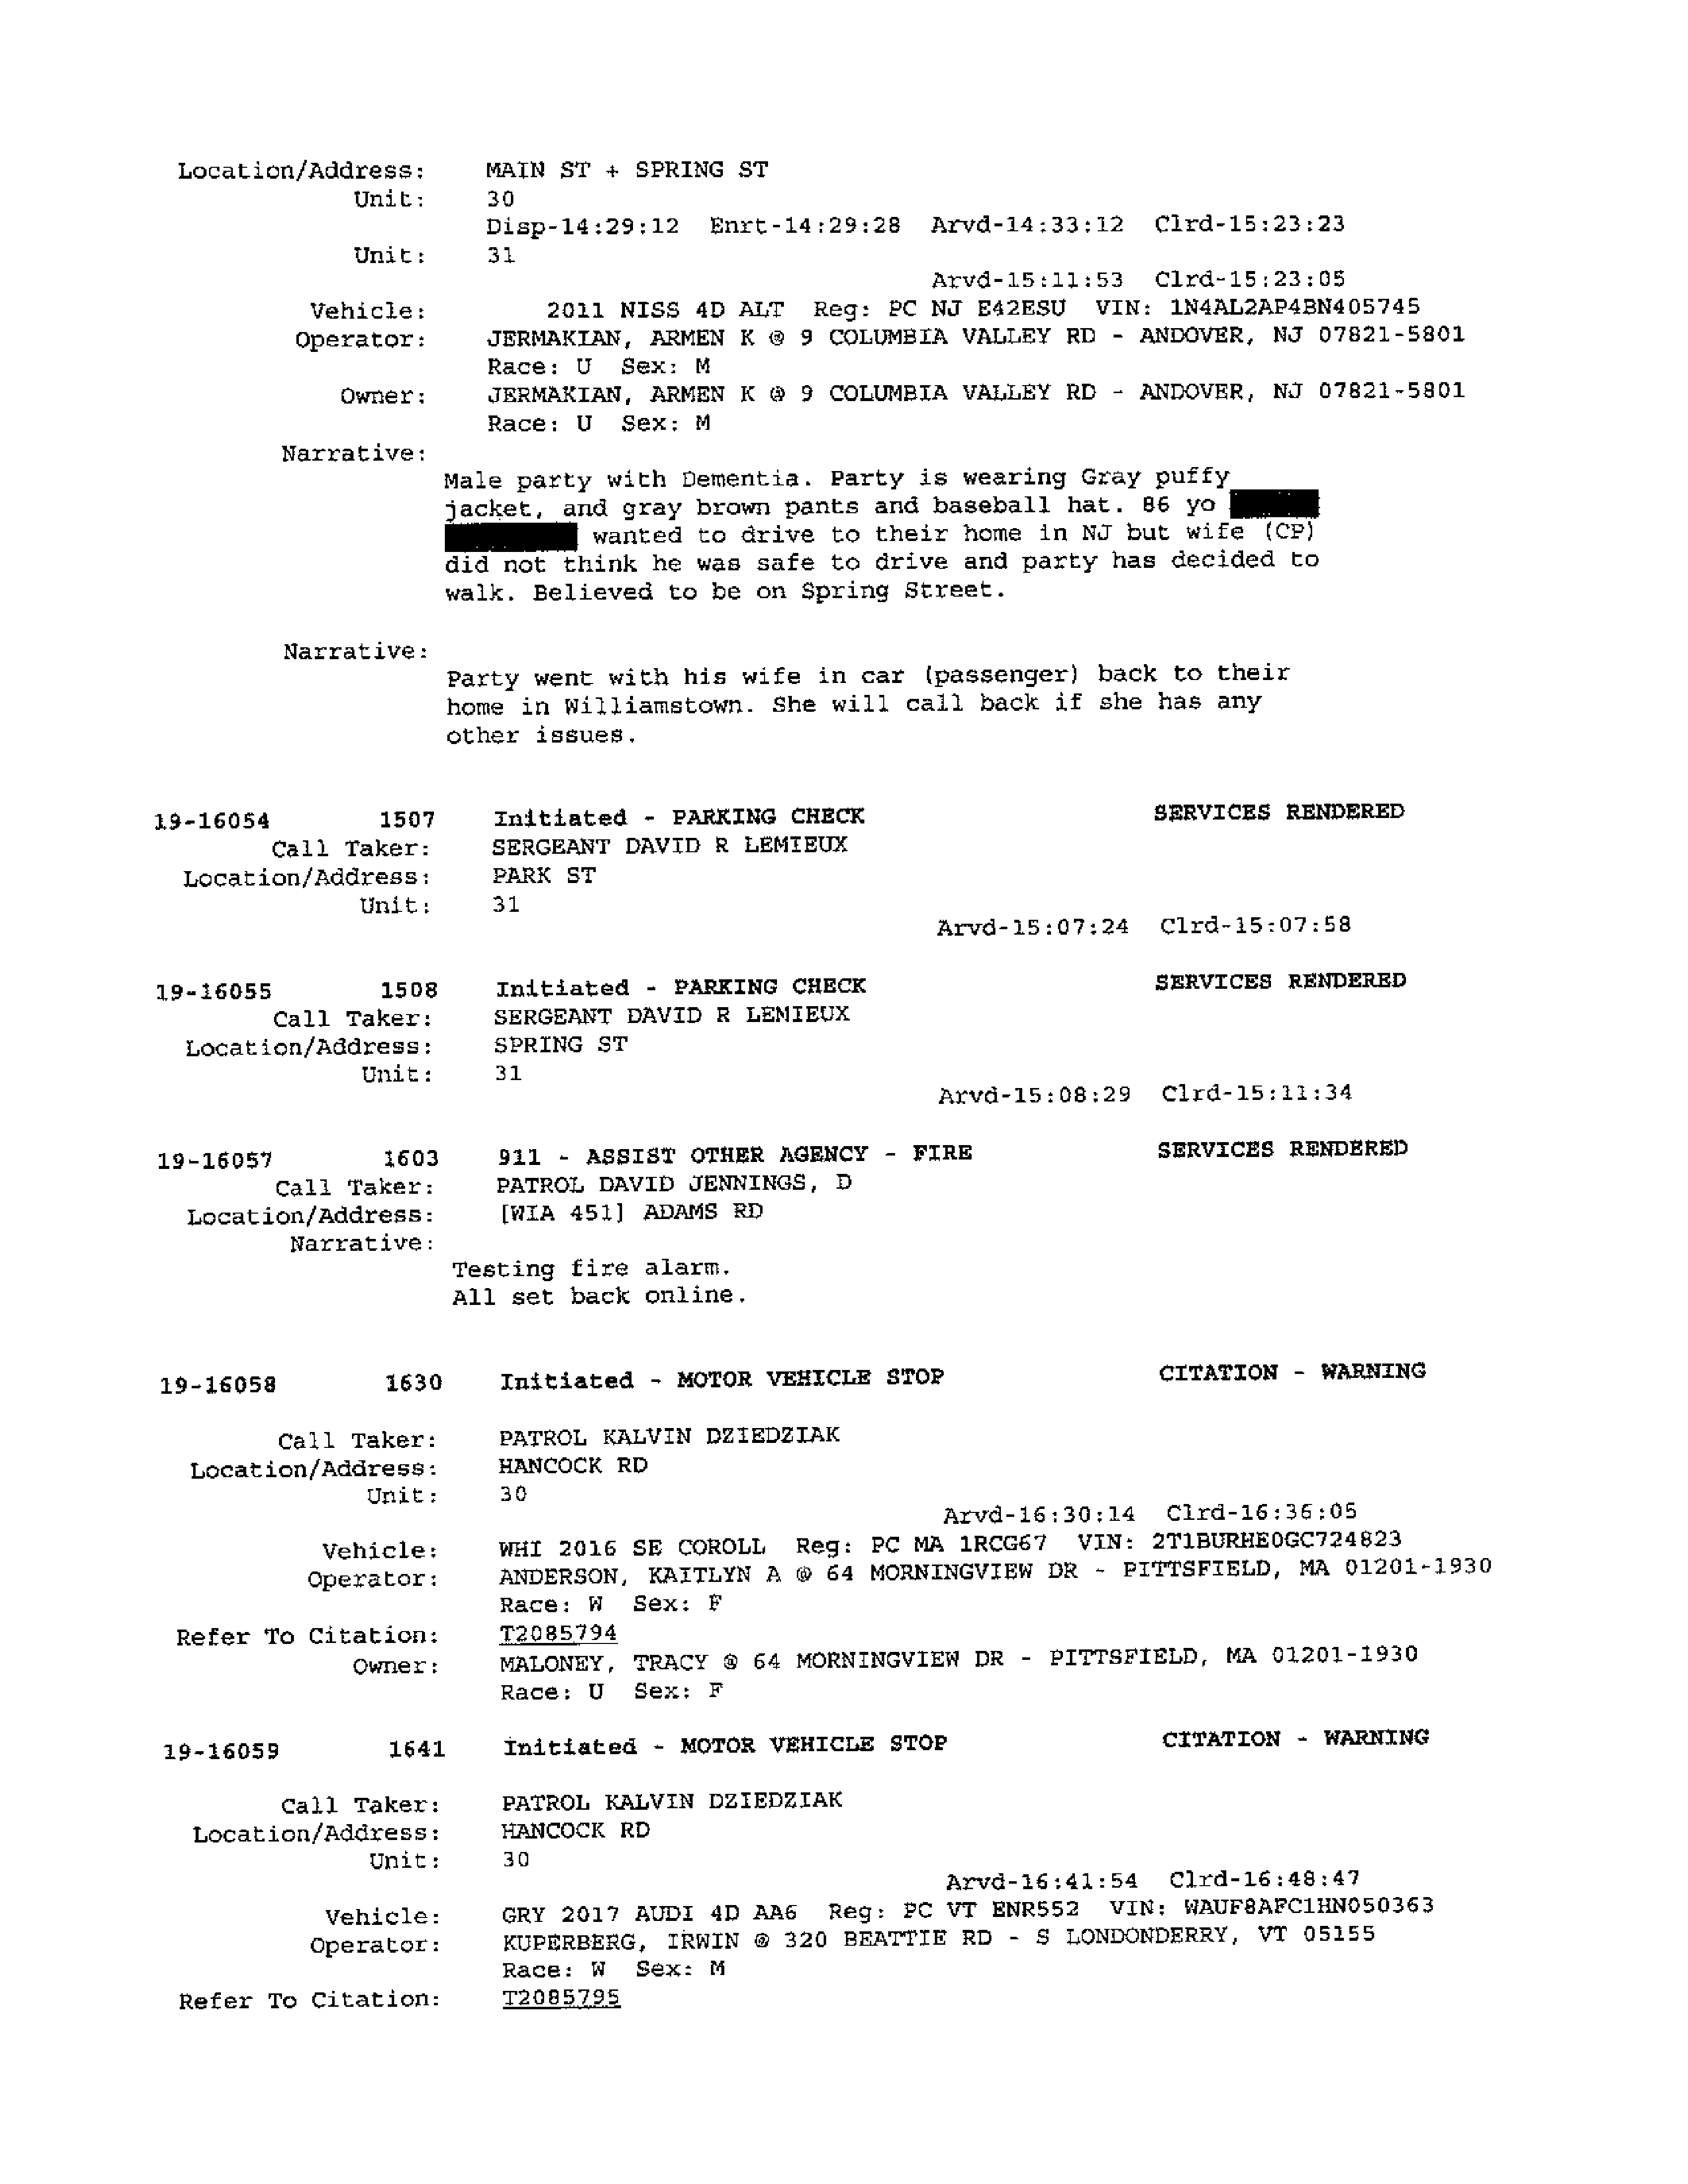 Location/Address: MAIN ST + SPRING ST
Unit: 30
Disp-14:29:12 Enrt-14:29:28 Arvd-14:33:12 Clrd-15:23:23
Unit: 31
Arvd-15:11:53 Clrd-15:23:05
Vehicle: 2011 NISS 4D ALT Reg: PC NJ E42ESU VIN: 1N4AL2AP4BN405745
Operator: JERMAKIAN, ARMEN K @ 9 COLUMBIA VALLEY RD - ANDOVER, NJ 07821-5801
Race: U Sex: M
Owner: JERMAKIAN, ARMEN K @ 9 COLUMBIA VALLEY RD - ANDOVER, NJ 07821-5801
Race: U Sex: M
Narrative:
Male party with Dementia. Party is wearing Gray puffy
jacket, and gray brown pants and baseball hat. 86 yo
wanted to drive to their home in NJ but wife (CP)
did not think he was safe to drive and party has decided to
walk. Believed to be on Spring Street.
Narrative:
Party went with his wife in car (passenger) back to their
home in Williamstown. She will call back if she has any
other issues.
19-16054 1507 Initiated - PARKING CHECK SERVICES RENDERED
Call Taker: SERGEANT DAVID R LEMIEUX
Location/Address: PARK ST
Unit: 31
Arvd-15:07:24 Clrd-15:07:58
19-16055 1508 Initiated - PARKING CHECK SERVICES RENDERED
Call Taker: SERGEANT DAVID R LEMIEUX
Location/Address: SPRING ST
Unit: 31
Arvd-15:08:29 Clrd-15:11:34
19-16057 1603 911 - ASSIST OTHER AGENCY - FIRE SERVICES RENDERED
Call Taker: PATROL DAVID JENNINGS, D
Location/Address: [WIA 451] ADAMS RD
Narrative:
Testing fire alarm.
All set back online.
19-16058 1630 Initiated - MOTOR VEHICLE STOP CITATION - WARNING
Call Taker: PATROL KALVIN DZIEDZIAK
Location/Address: HANCOCK RD
Unit: 30
Arvd-16:30:14 Clrd-16:36:05
Vehicle: WHI 2016 SE COROLL Reg: PC MA 1RCG67 VIN: 2T1BURHE0GC724823
Operator: ANDERSON, KAITLYN A @ 64 MORNINGVIEW DR - PITTSFIELD, MA 01201-1930
Race: W Sex: F
Refer To Citation: T2085794
Owner: MALONEY, TRACY @ 64 MORNINGVIEW DR - PITTSFIELD, MA 01201-1930
Race: U Sex: F
19-16059 1641 Initiated - MOTOR VEHICLE STOP CITATION - WARNING
Call Taker: PATROL KALVIN DZIEDZIAK
Location/Address: HANCOCK RD
Unit: 30
Arvd-16:41:54 Clrd-16:48:47
Vehicle: GRY 2017 AUDI 4D AA6 Reg: PC VT ENR552 VIN: WAUF8AFC1HN050363
Operator: KUPERBERG, IRWIN @ 320 BEATTIE RD - S LONDONDERRY, VT 05155
Race: W Sex: M
Refer To Citation: T2085795